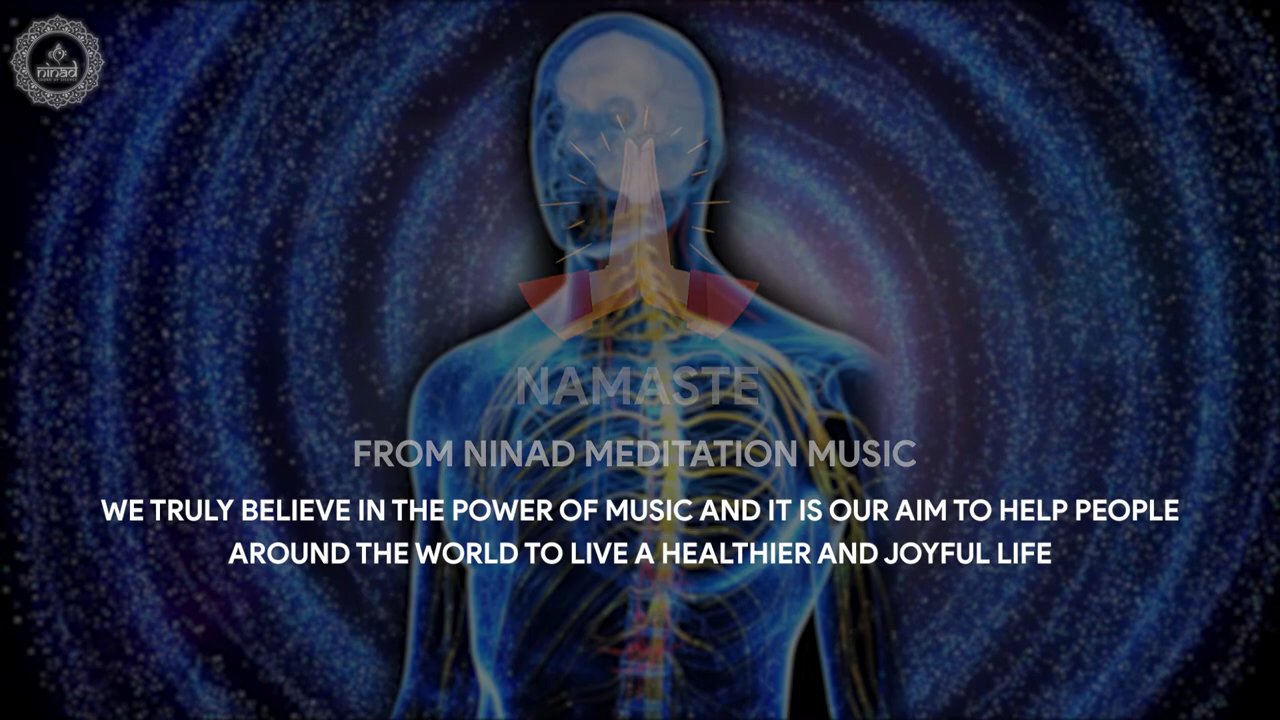 ninad
NAMASTE
FROM NINAD MEDITATION MUSIC
WE TRULY BELIEVE IN THE POWER OF MUSIC AND IT IS OUR AIM TO HELP PEOPLE
AROUND THE WORLD TO LIVE A HEALTHIER AND JOYFUL LIFE